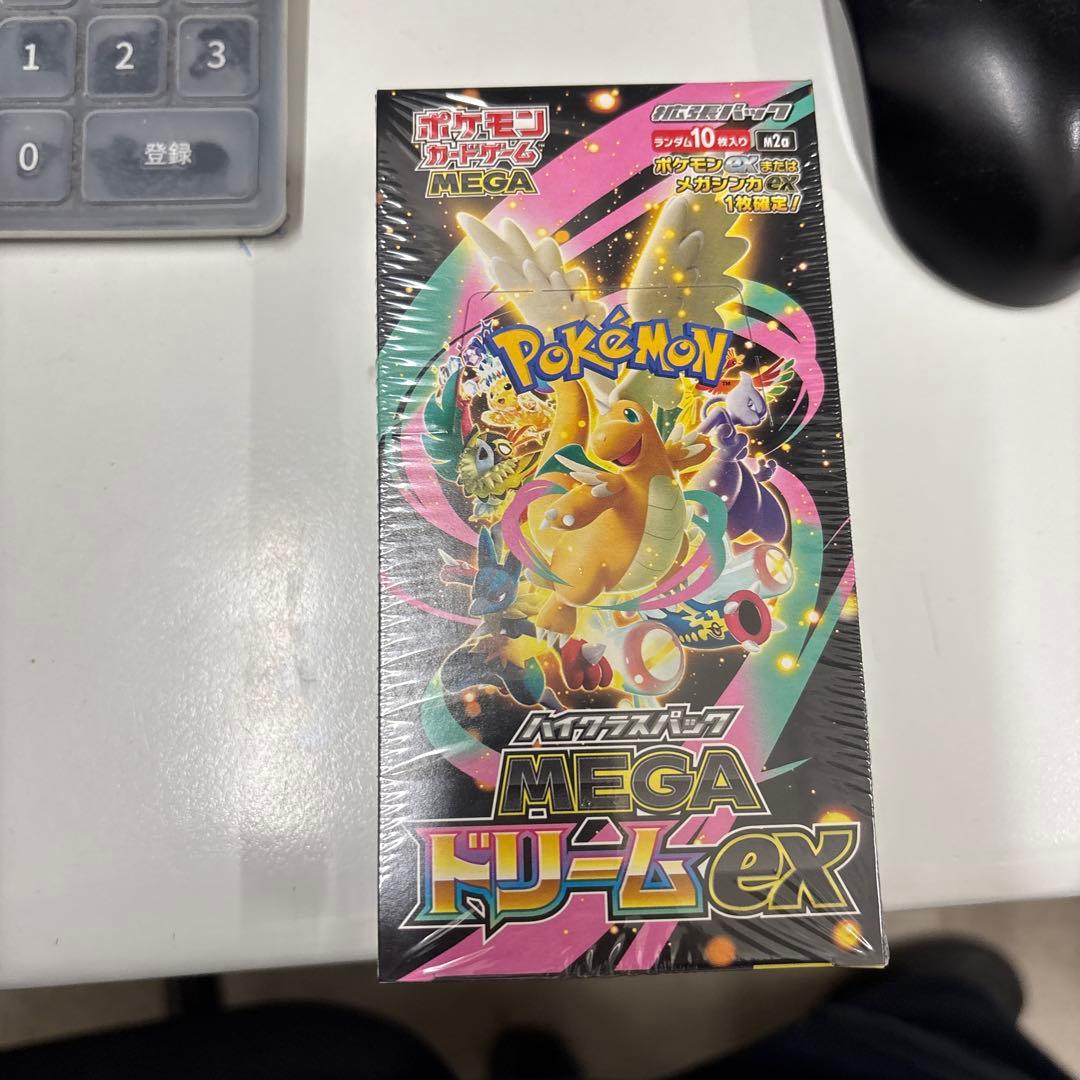 1
2
3
0
登録
ポケモン
カードゲーム™
MEGA
拡張パック
ランダム10枚入り
M2a
ポケモンexまたは
メガシンカex
1枚確定!
POKéMON™
ハイクラスパック
MEGA
ドリームex